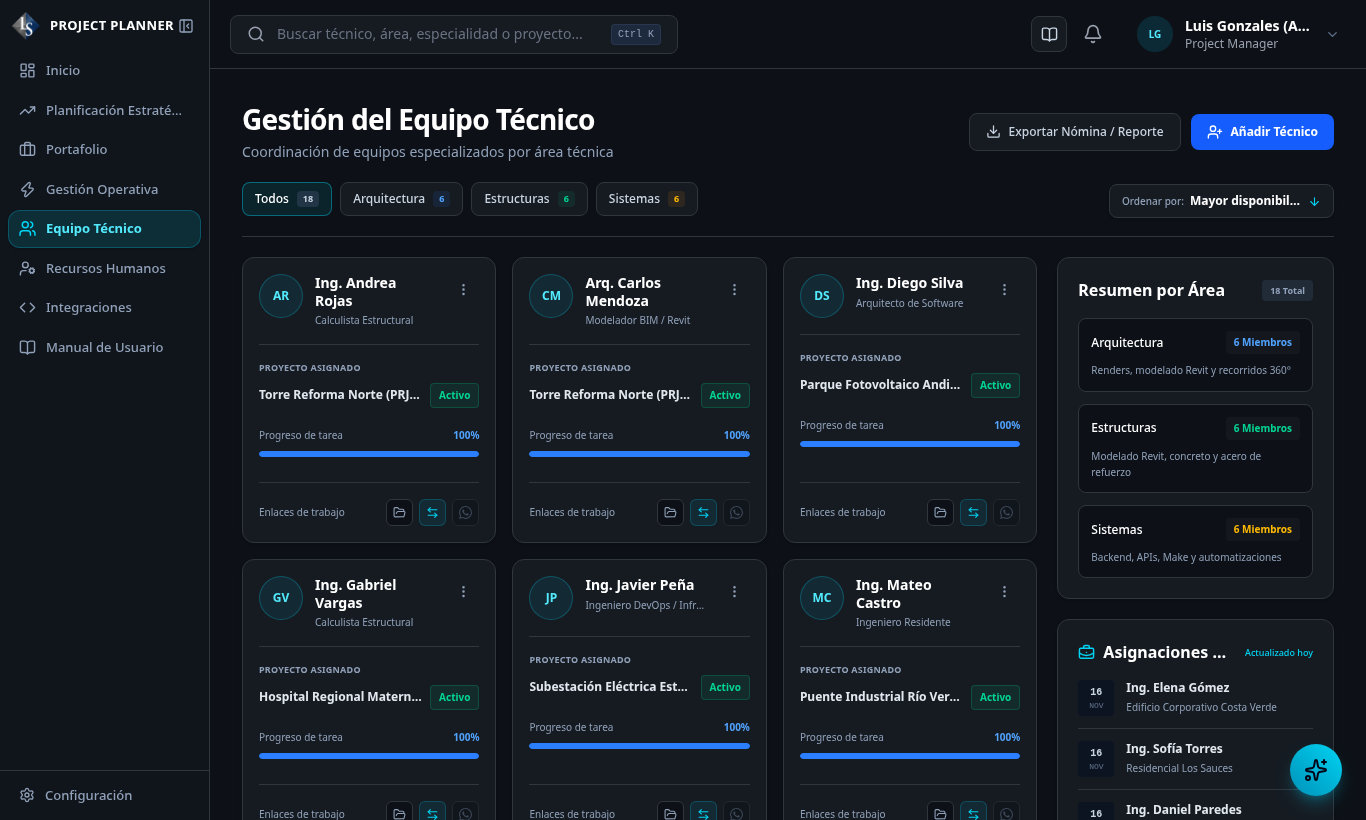 LS
PROJECT PLANNER
Inicio
Planificación Estraté...
Portafolio
Gestión Operativa
Equipo Técnico
Recursos Humanos
Integraciones
Manual de Usuario
Configuración
Buscar técnico, área, especialidad o proyecto...
Ctrl K
LG
Luis Gonzales (A...
Project Manager
Gestión del Equipo Técnico
Coordinación de equipos especializados por área técnica
Exportar Nómina / Reporte
Añadir Técnico
Todos 18
Arquitectura 6
Estructuras 6
Sistemas 6
Ordenar por: Mayor disponibil...
AR
Ing. Andrea
Rojas
Calculista Estructural
PROYECTO ASIGNADO
Torre Reforma Norte (PRJ...
Activo
Progreso de tarea
100%
Enlaces de trabajo
CM
Arq. Carlos
Mendoza
Modelador BIM / Revit
PROYECTO ASIGNADO
Torre Reforma Norte (PRJ...
Activo
Progreso de tarea
100%
Enlaces de trabajo
DS
Ing. Diego Silva
Arquitecto de Software
PROYECTO ASIGNADO
Parque Fotovoltaico Andi...
Activo
Progreso de tarea
100%
Enlaces de trabajo
GV
Ing. Gabriel
Vargas
Calculista Estructural
PROYECTO ASIGNADO
Hospital Regional Matern...
Activo
Progreso de tarea
100%
Enlaces de trabajo
JP
Ing. Javier Peña
Ingeniero DevOps / Infr...
PROYECTO ASIGNADO
Subestación Eléctrica Est...
Activo
Progreso de tarea
100%
Enlaces de trabajo
MC
Ing. Mateo
Castro
Ingeniero Residente
PROYECTO ASIGNADO
Puente Industrial Río Ver...
Activo
Progreso de tarea
100%
Enlaces de trabajo
Resumen por Área
18 Total
Arquitectura
6 Miembros
Renders, modelado Revit y recorridos 360°
Estructuras
6 Miembros
Modelado Revit, concreto y acero de
refuerzo
Sistemas
6 Miembros
Backend, APIs, Make y automatizaciones
Asignaciones ...
Actualizado hoy
16
NOV
Ing. Elena Gómez
Edificio Corporativo Costa Verde
16
NOV
Ing. Sofía Torres
Residencial Los Sauces
16
Ing. Daniel Paredes